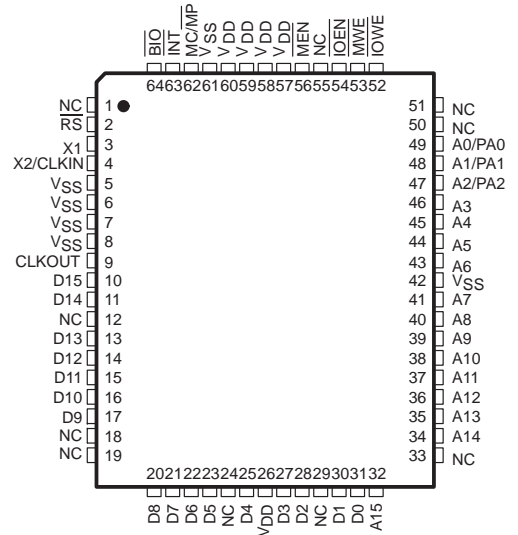 BIO
INT
MC/MP
VSS
VDD
VDD
VDD
VDD
MEN
NC
IOEN
MWE
IOWE
64 63 62 61 60 59 58 57 56 55 54 53 52
NC 1
RS 2
X1 3
X2/CLKIN 4
VSS 5
VSS 6
VSS 7
VSS 8
CLKOUT 9
D15 10
D14 11
NC 12
D13 13
D12 14
D11 15
D10 16
D9 17
NC 18
NC 19
51 NC
50 NC
49 A0/PA0
48 A1/PA1
47 A2/PA2
46 A3
45 A4
44 A5
43 A6
42 VSS
41 A7
40 A8
39 A9
38 A10
37 A11
36 A12
35 A13
34 A14
33 NC
20 21 22 23 24 25 26 27 28 29 30 31 32
D8
D7
D6
D5
NC
D4
VDD
D3
D2
NC
D1
D0
A15